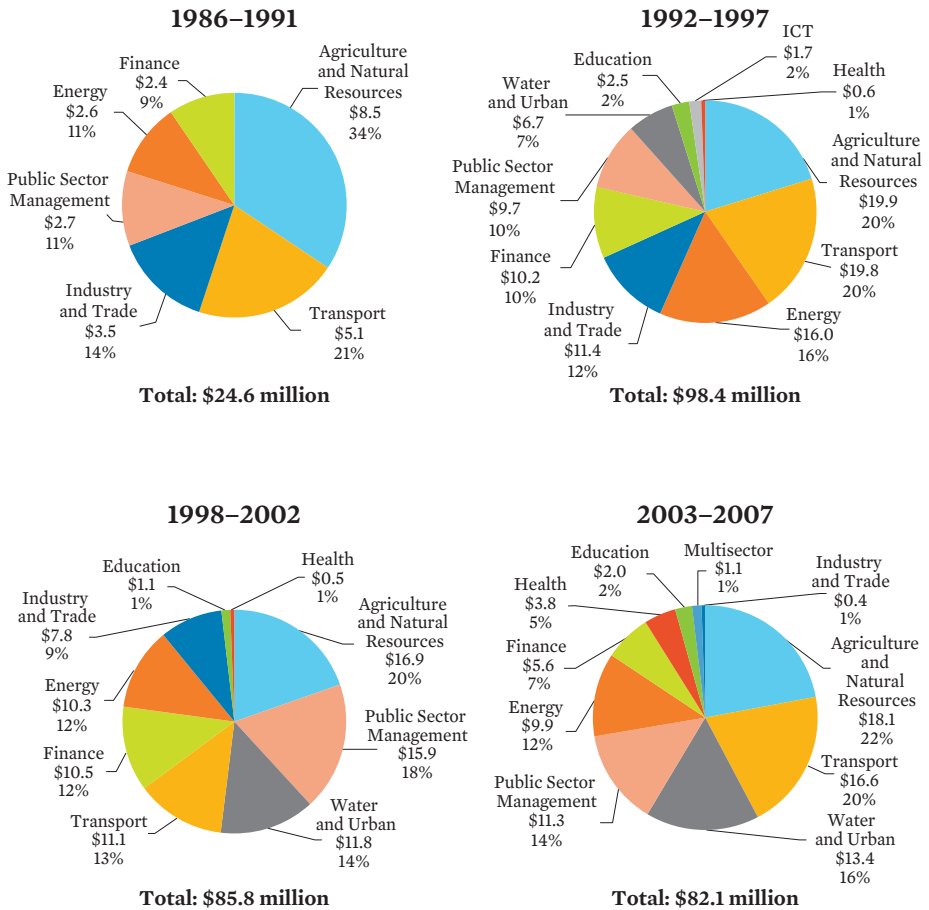 1986–1991
Agriculture
and Natural
Resources
$8.5
34%
Transport
$5.1
21%
Industry
and Trade
$3.5
14%
Public Sector
Management
$2.7
11%
Energy
$2.6
11%
Finance
$2.4
9%
Total: $24.6 million
1992–1997
ICT
$1.7
2%
Health
$0.6
1%
Agriculture
and Natural
Resources
$19.9
20%
Transport
$19.8
20%
Energy
$16.0
16%
Industry
and Trade
$11.4
12%
Finance
$10.2
10%
Public Sector
Management
$9.7
10%
Water
and Urban
$6.7
7%
Education
$2.5
2%
Total: $98.4 million
1998–2002
Health
$0.5
1%
Agriculture
and Natural
Resources
$16.9
20%
Public Sector
Management
$15.9
18%
Water
and Urban
$11.8
14%
Transport
$11.1
13%
Finance
$10.5
12%
Energy
$10.3
12%
Industry
and Trade
$7.8
9%
Education
$1.1
1%
Total: $85.8 million
2003–2007
Multisector
$1.1
1%
Industry
and Trade
$0.4
1%
Agriculture
and
Natural
Resources
$18.1
22%
Transport
$16.6
20%
Water
and Urban
$13.4
16%
Public Sector
Management
$11.3
14%
Energy
$9.9
12%
Finance
$5.6
7%
Health
$3.8
5%
Education
$2.0
2%
Total: $82.1 million